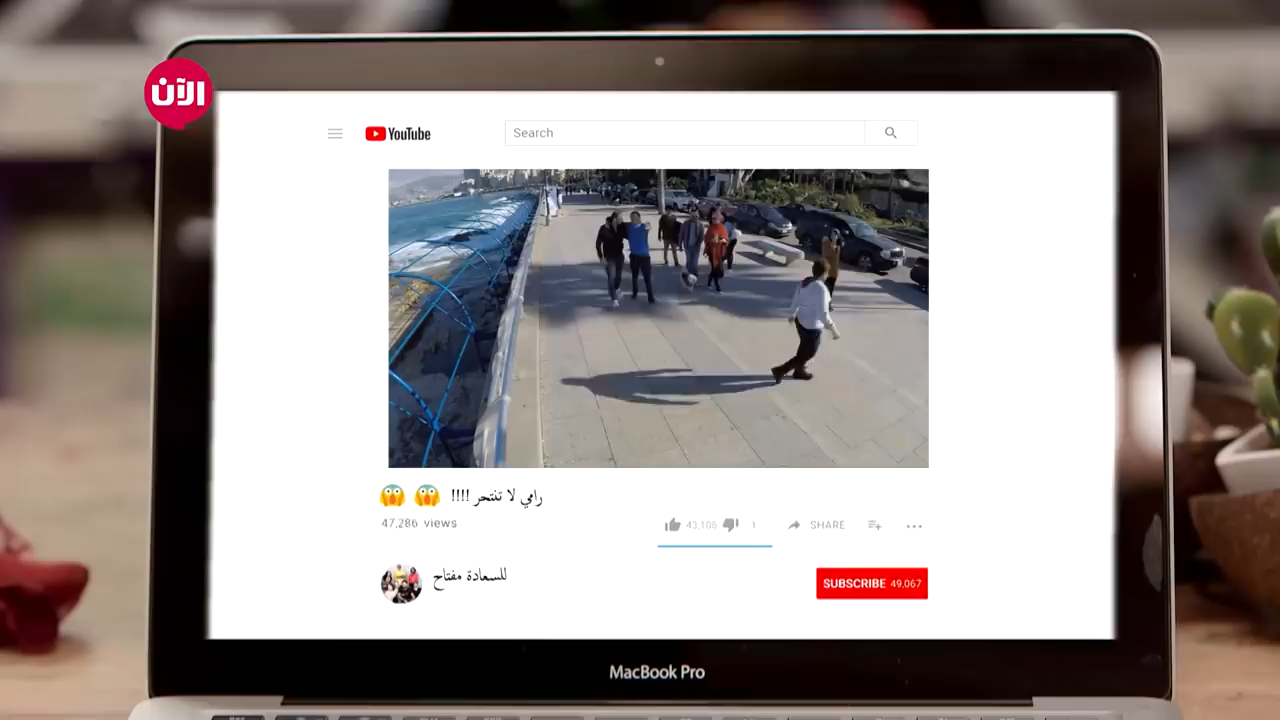 الآن
YouTube
Search
رامي لا تنتحر !!!!
47,286 views
43,106
1
SHARE
للسعادة مفتاح
SUBSCRIBE 49,067
MacBook Pro